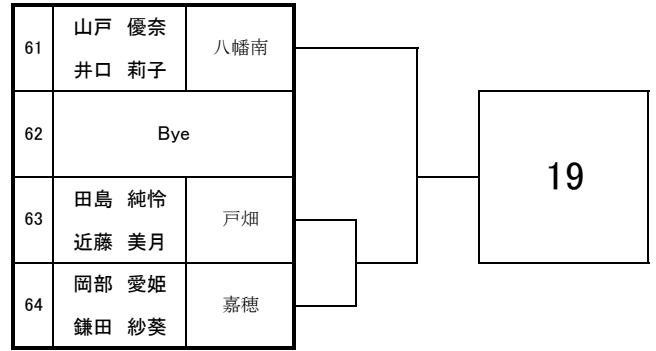 61
山戸 優奈
井口 莉子
八幡南
62
Bye
63
田島 純怜
近藤 美月
戸畑
64
岡部 愛姫
鎌田 紗葵
嘉穂
19